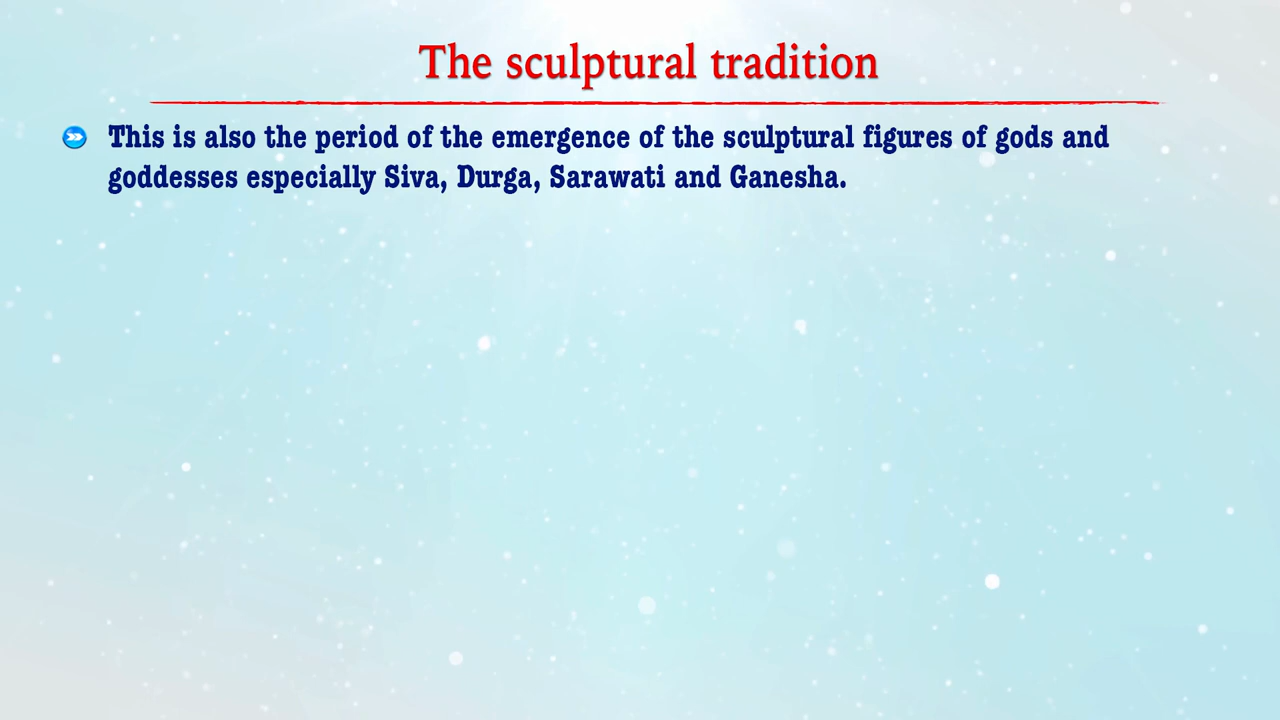 The sculptural tradition
This is also the period of the emergence of the sculptural figures of gods and
goddesses especially Siva, Durga, Sarawati and Ganesha.